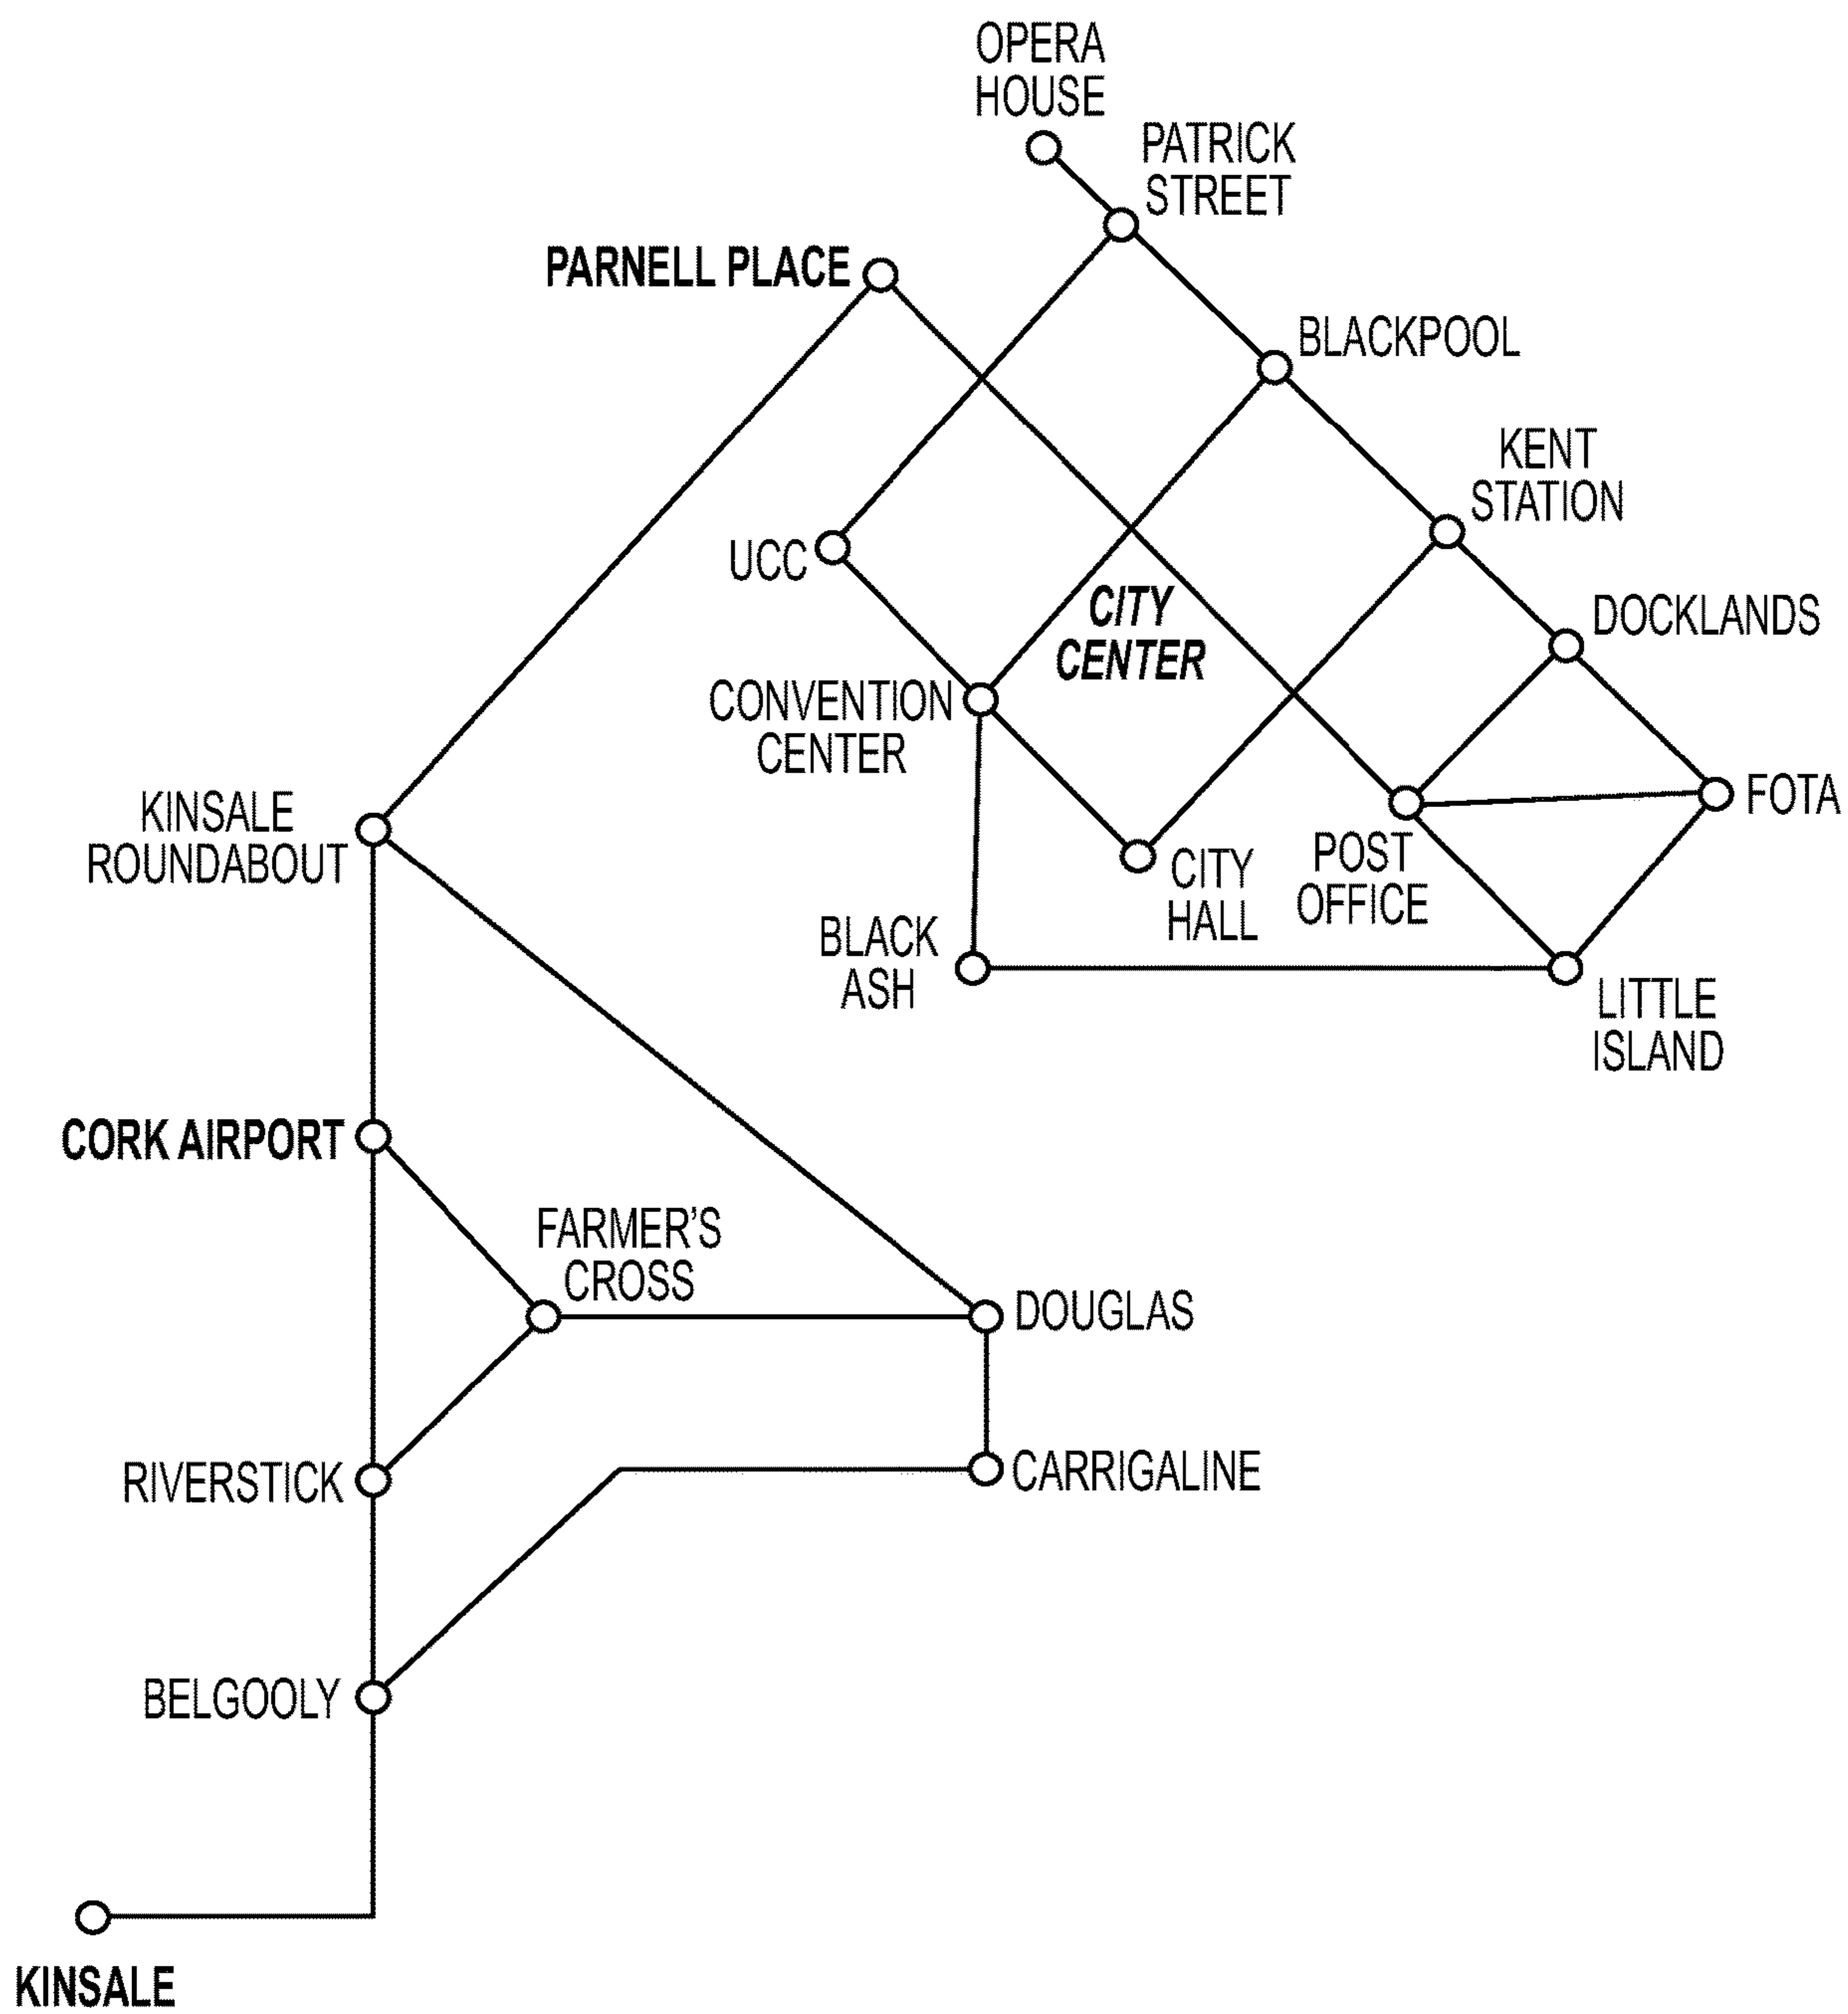 OPERA
HOUSE
PATRICK
STREET
PARNELL PLACE
BLACKPOOL
KENT
STATION
UCC
CITY
CENTER
DOCKLANDS
CONVENTION
CENTER
KINSALE
ROUNDABOUT
FOTA
POST
OFFICE
CITY
HALL
BLACK
ASH
LITTLE
ISLAND
CORK AIRPORT
FARMER'S
CROSS
DOUGLAS
RIVERSTICK
CARRIGALINE
BELGOOLY
KINSALE